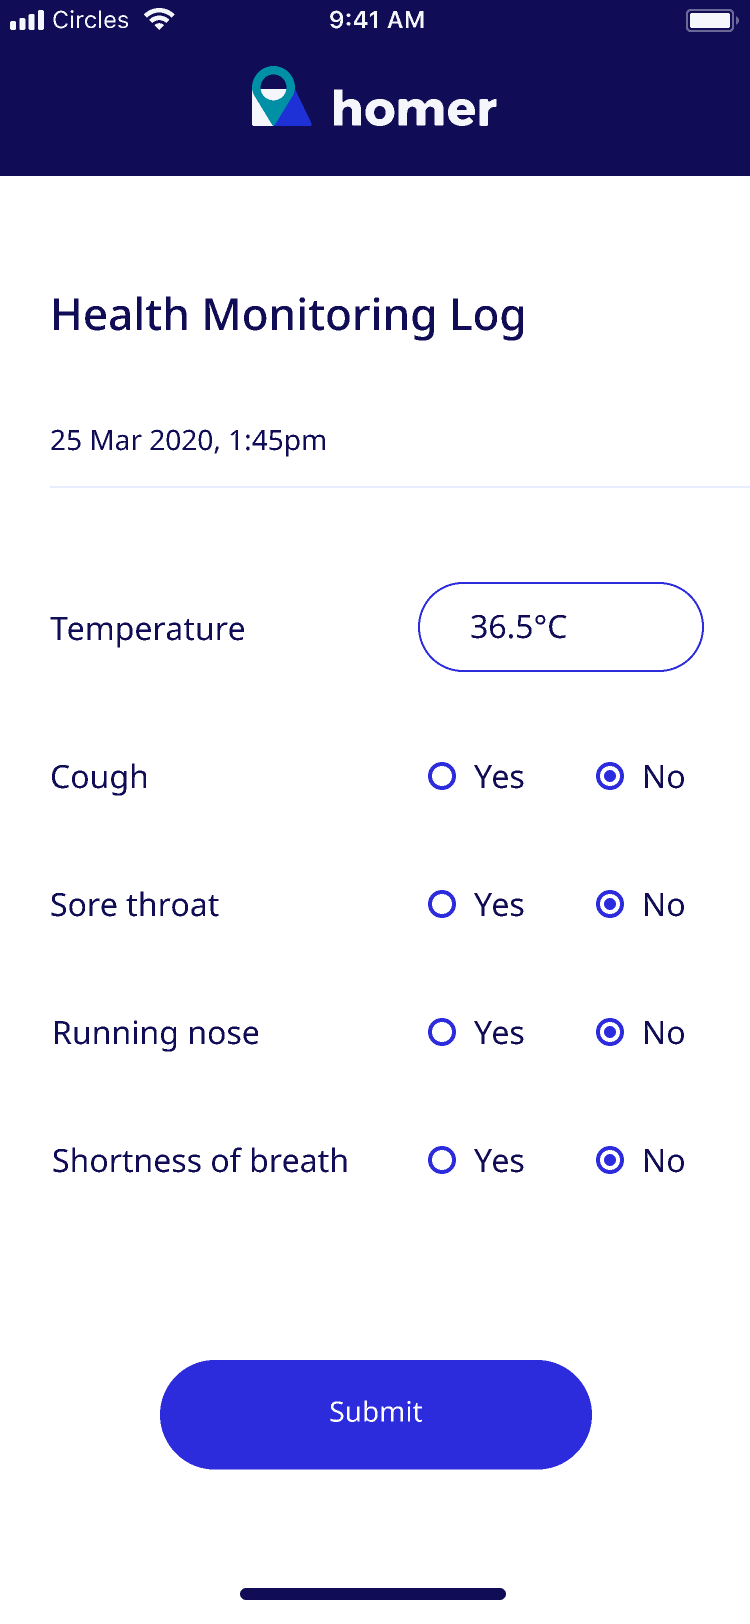 Circles 9:41 AM
homer
Health Monitoring Log
25 Mar 2020, 1:45pm
Temperature 36.5°C
Cough Yes No
Sore throat Yes No
Running nose Yes No
Shortness of breath Yes No
Submit